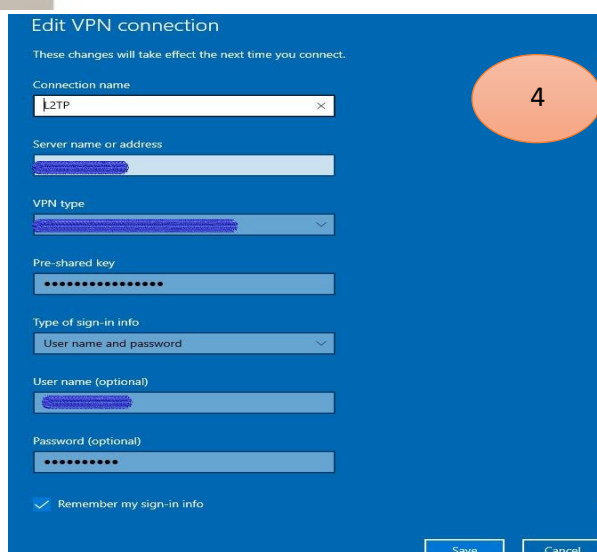 Edit VPN connection
These changes will take effect the next time you connect.
4
Connection name
L2TP
Server name or address
VPN type
Pre-shared key
••••••••••••••••
Type of sign-in info
User name and password
User name (optional)
Password (optional)
••••••••••
Remember my sign-in info
Save Cancel